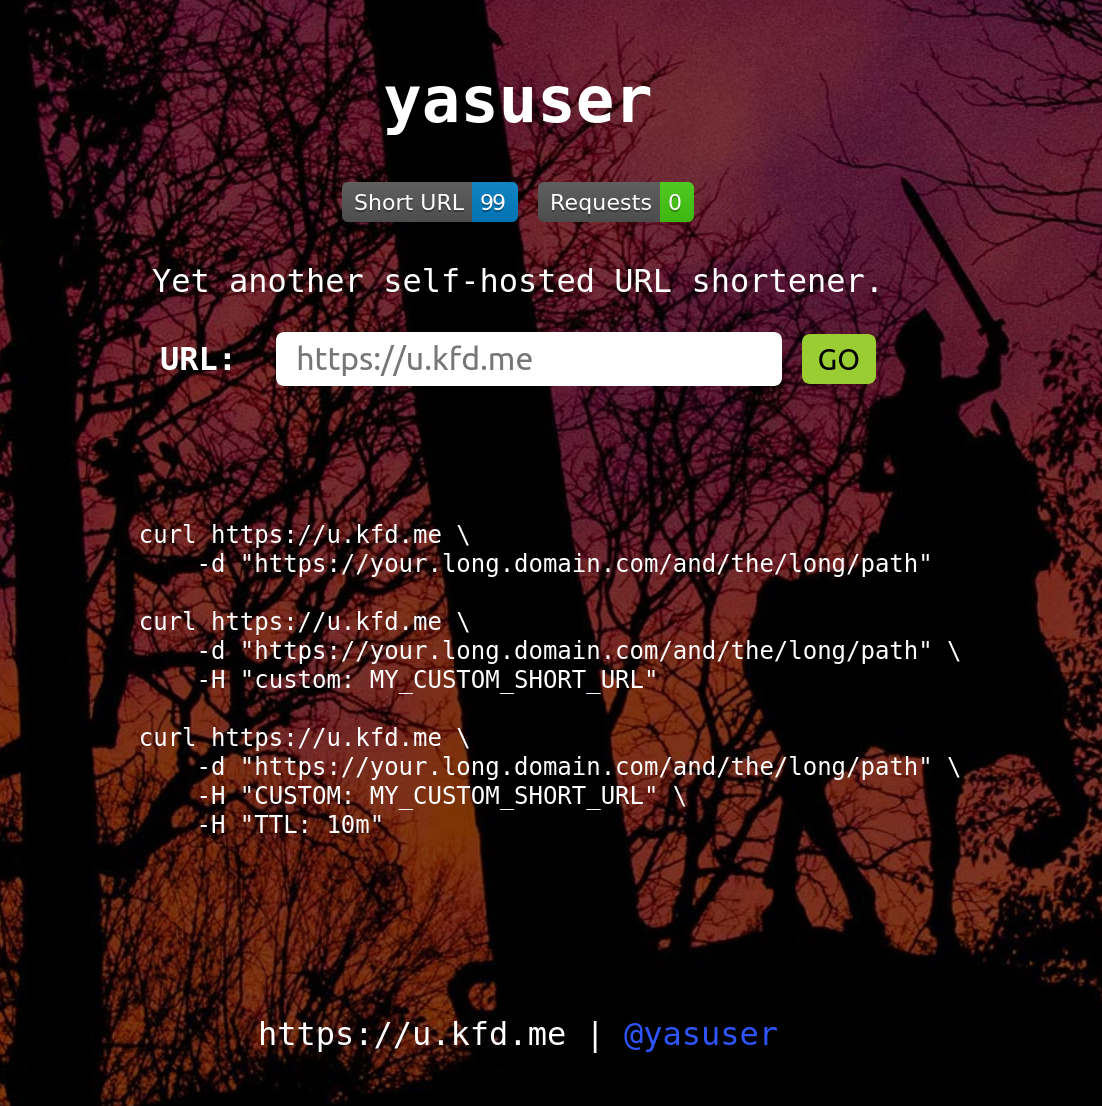 yasuser
Short URL 99 Requests 0
Yet another self-hosted URL shortener.
URL: https://u.kfd.me GO
curl https://u.kfd.me \
    -d "https://your.long.domain.com/and/the/long/path"
curl https://u.kfd.me \
    -d "https://your.long.domain.com/and/the/long/path" \
    -H "custom: MY_CUSTOM_SHORT_URL"
curl https://u.kfd.me \
    -d "https://your.long.domain.com/and/the/long/path" \
    -H "CUSTOM: MY_CUSTOM_SHORT_URL" \
    -H "TTL: 10m"
https://u.kfd.me | @yasuser